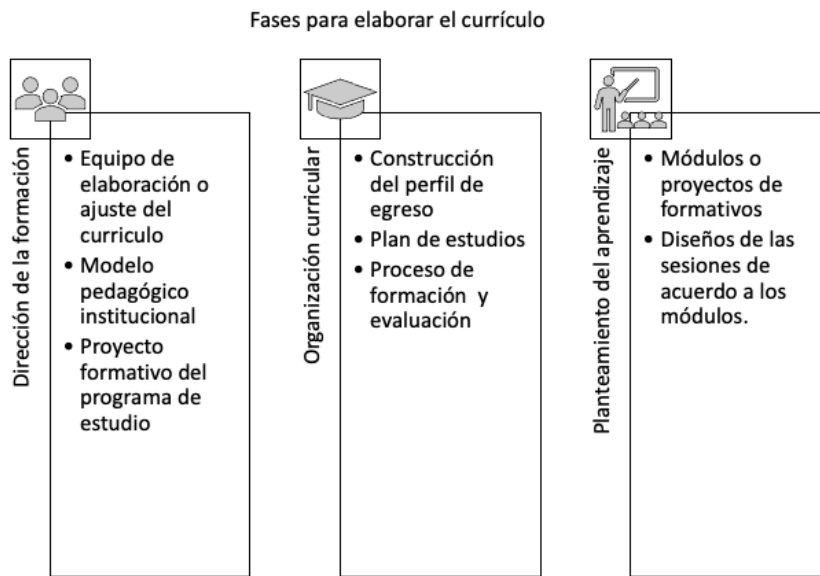 Fases para elaborar el currículo
Dirección de la formación
• Equipo de
elaboración o
ajuste del
curriculo
• Modelo
pedagógico
institucional
• Proyecto
formativo del
programa de
estudio
Organización curricular
• Construcción
del perfil de
egreso
• Plan de estudios
• Proceso de
formación y
evaluación
Planteamiento del aprendizaje
• Módulos o
proyectos de
formativos
• Diseños de las
sesiones de
acuerdo a los
módulos.